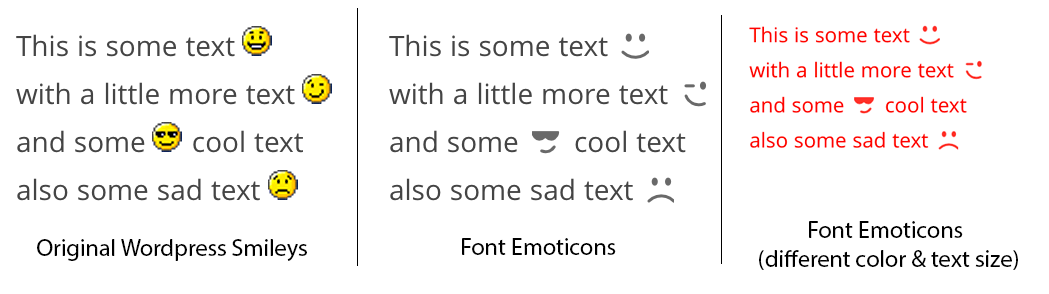 This is some text
with a little more text
and some cool text
also some sad text
Original Wordpress Smileys
This is some text
with a little more text
and some cool text
also some sad text
Font Emoticons
This is some text
with a little more text
and some cool text
also some sad text
Font Emoticons
(different color & text size)